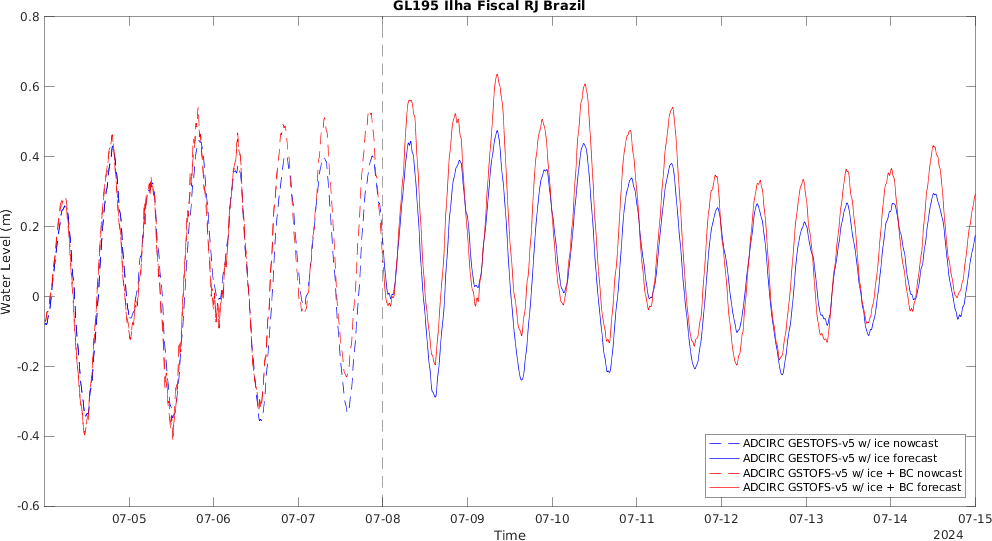 GL195 Ilha Fiscal RJ Brazil
0.8
0.6
0.4
0.2
0
-0.2
-0.4
-0.6
Water Level (m)
ADCIRC GESTOFS-v5 w/ ice nowcast
ADCIRC GESTOFS-v5 w/ ice forecast
ADCIRC GSTOFS-v5 w/ ice + BC nowcast
ADCIRC GSTOFS-v5 w/ ice + BC forecast
07-05 07-06 07-07 07-08 07-09 07-10 07-11 07-12 07-13 07-14 07-15
Time
2024